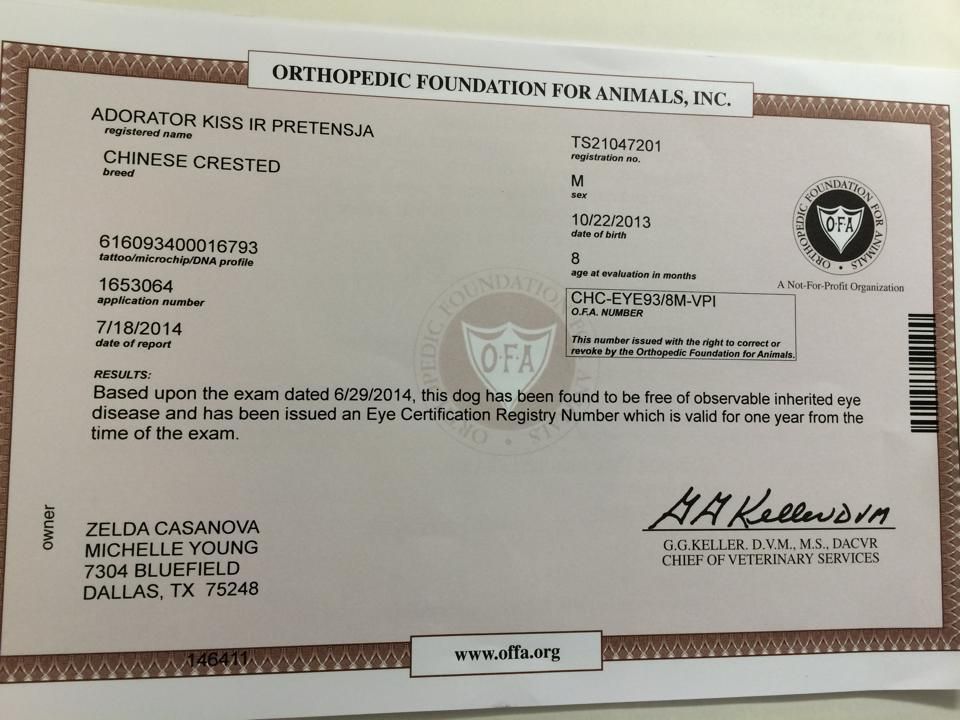 ORTHOPEDIC FOUNDATION FOR ANIMALS, INC.
ADORATOR KISS IR PRETENSJA
registered name
CHINESE CRESTED
breed
616093400016793
tattoo/microchip/DNA profile
1653064
application number
7/18/2014
date of report
TS21047201
registration no.
M
sex
10/22/2013
date of birth
8
age at evaluation in months
CHC-EYE93/8M-VPI
O.F.A. NUMBER
This number issued with the right to correct or
revoke by the Orthopedic Foundation for Animals.
ORTHOPEDIC FOUNDATION FOR ANIMALS
O·F·A
A Not-For-Profit Organization
ORTHOPEDIC FOUNDATION FOR ANIMALS
O·F·A
RESULTS:
Based upon the exam dated 6/29/2014, this dog has been found to be free of observable inherited eye
disease and has been issued an Eye Certification Registry Number which is valid for one year from the
time of the exam.
owner
ZELDA CASANOVA
MICHELLE YOUNG
7304 BLUEFIELD
DALLAS, TX 75248
GG Keller DVM
G.G.KELLER. D.V.M., M.S., DACVR
CHIEF OF VETERINARY SERVICES
146411
www.offa.org